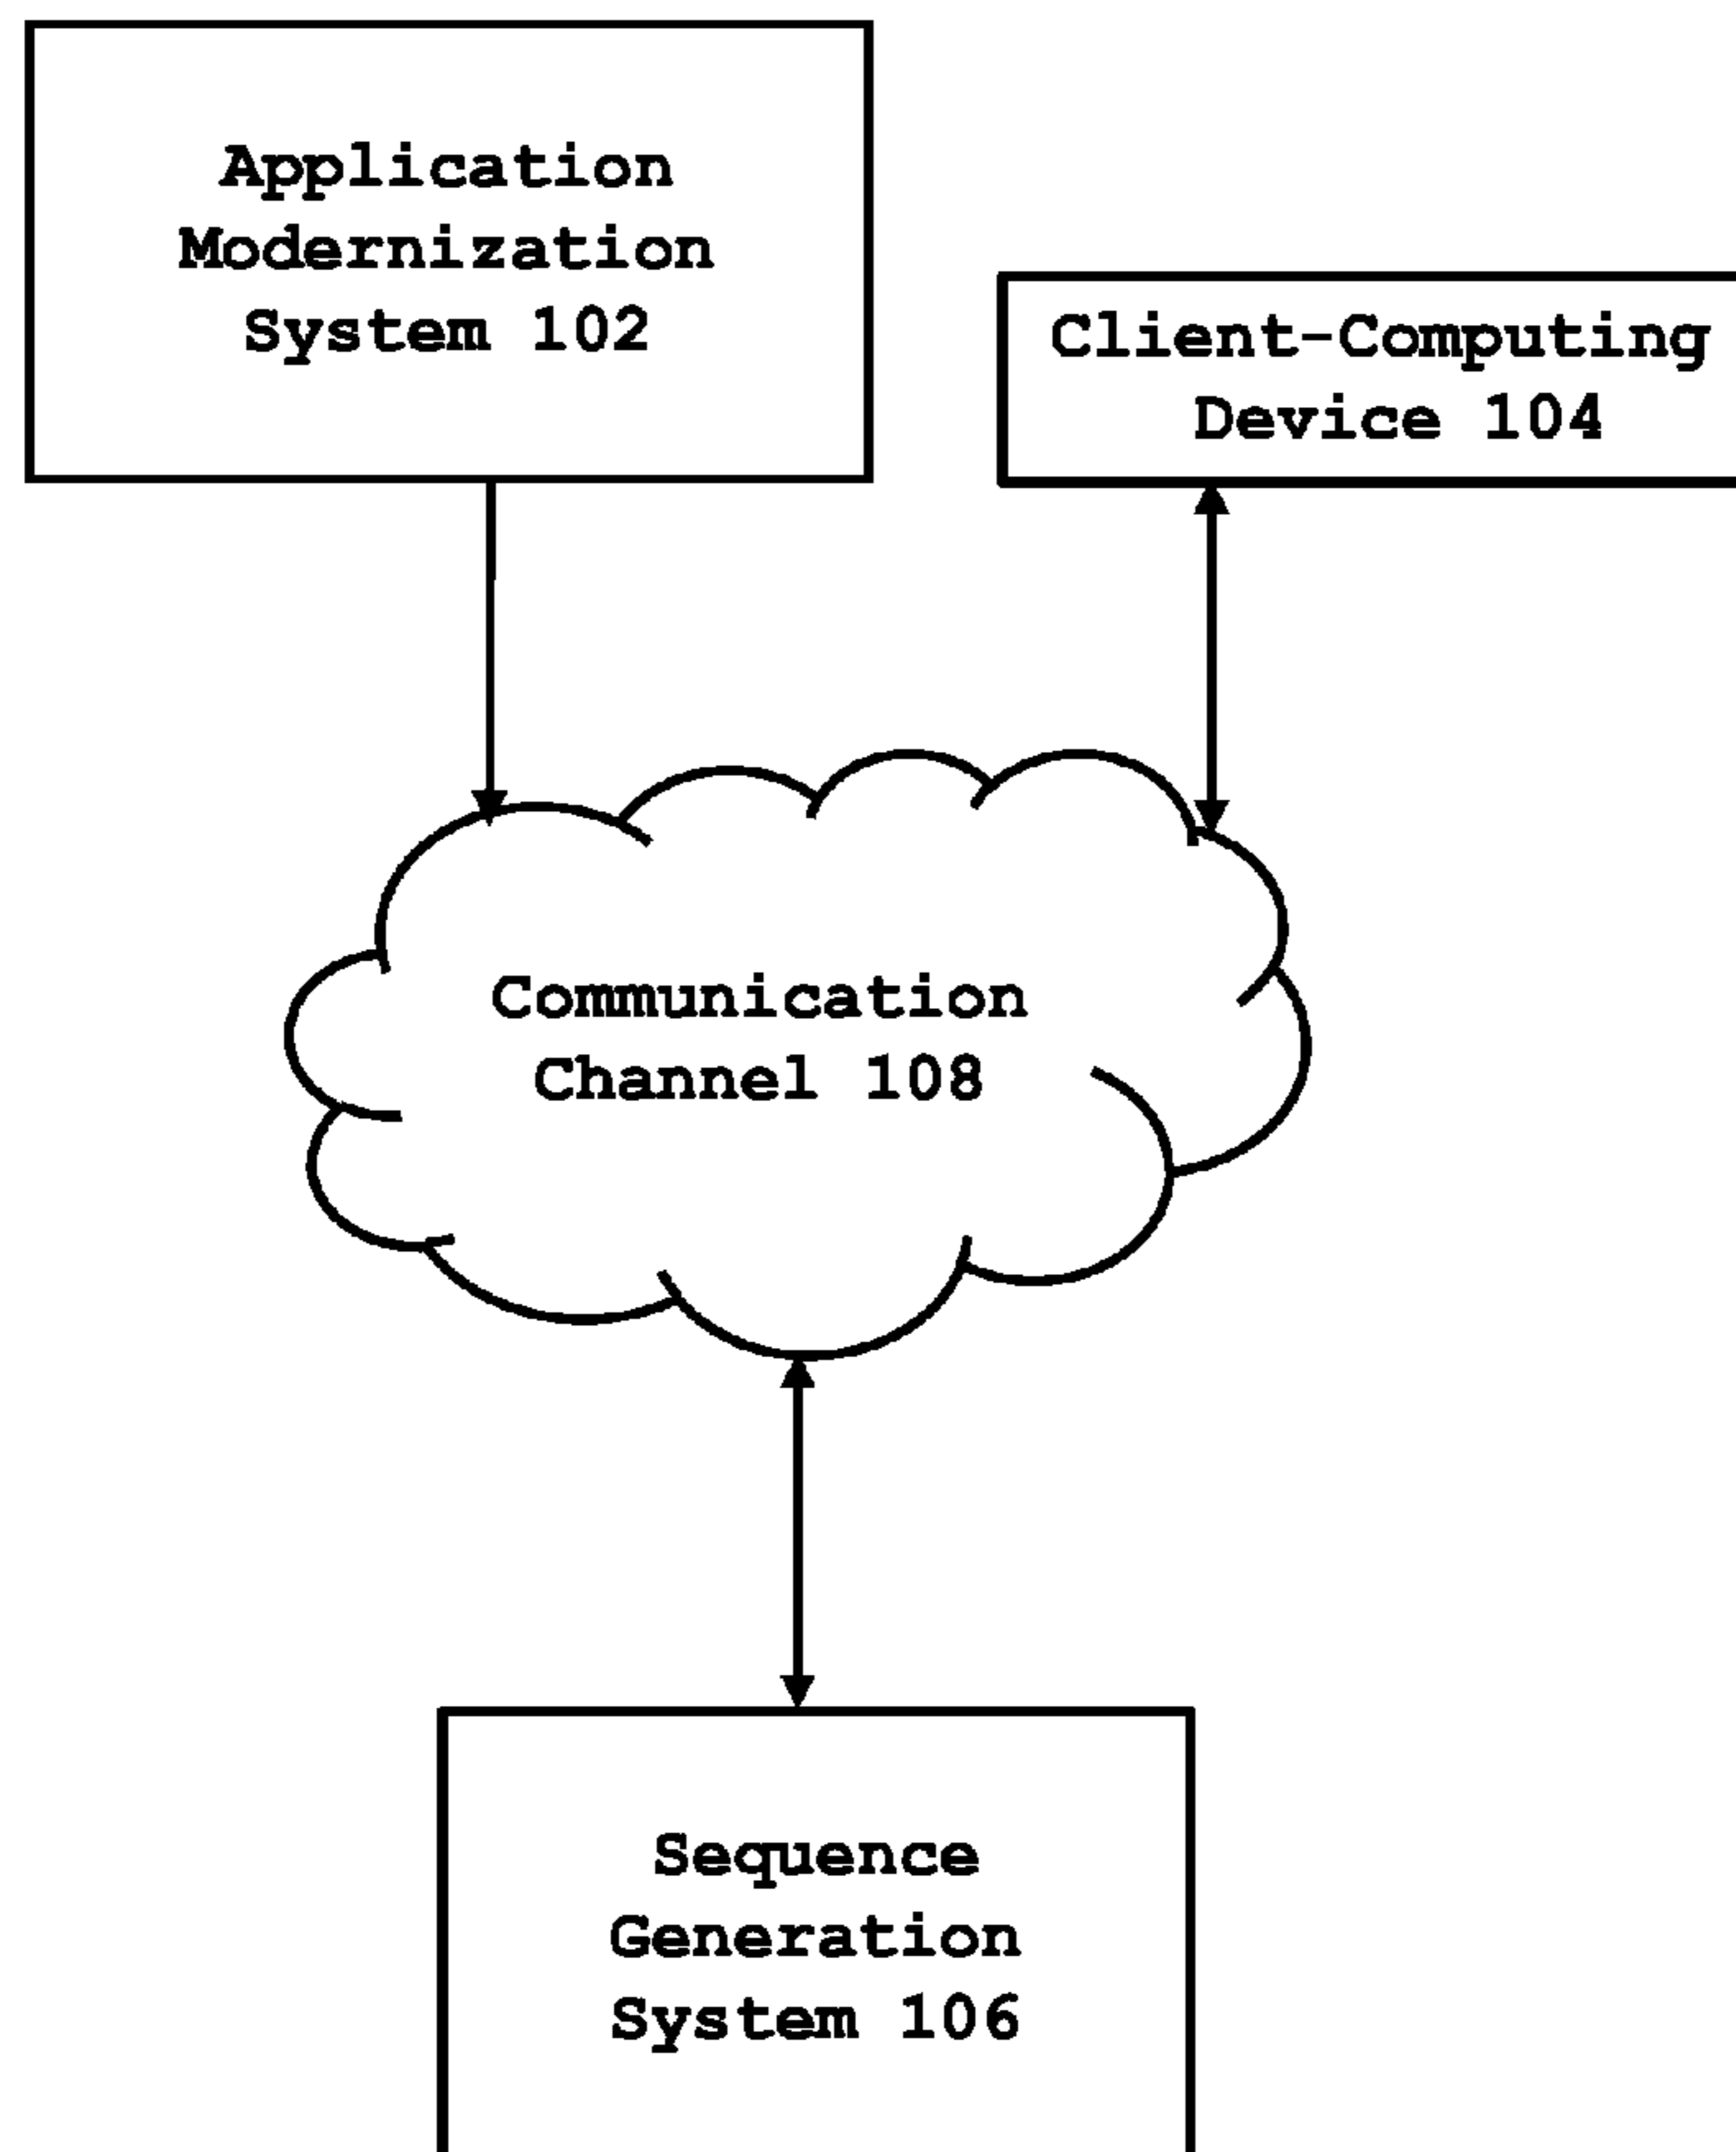 Application
Modernization
System 102
Client-Computing
Device 104
Communication
Channel 108
Sequence
Generation
System 106